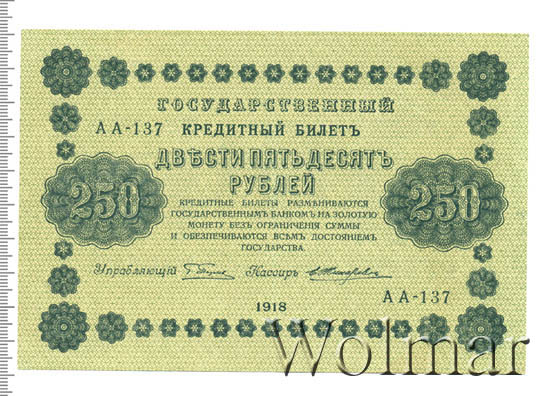 ГОСУДАРСТВЕННЫЙ
АА-137 КРЕДИТНЫЙ БИЛЕТЪ
ДВѢСТИ ПЯТЬДЕСЯТЪ
РУБЛЕЙ
250 250
КРЕДИТНЫЕ БИЛЕТЫ РАЗМѢНИВАЮТСЯ
ГОСУДАРСТВЕННЫМЪ БАНКОМЪ НА ЗОЛОТУЮ
МОНЕТУ БЕЗЪ ОГРАНИЧЕНІЯ СУММЫ
И ОБЕЗПЕЧИВАЮТСЯ ВСѢМЪ ДОСТОЯНІЕМЪ
ГОСУДАРСТВА.
Управляющій Кассиръ
АА-137
1918
Wolmar